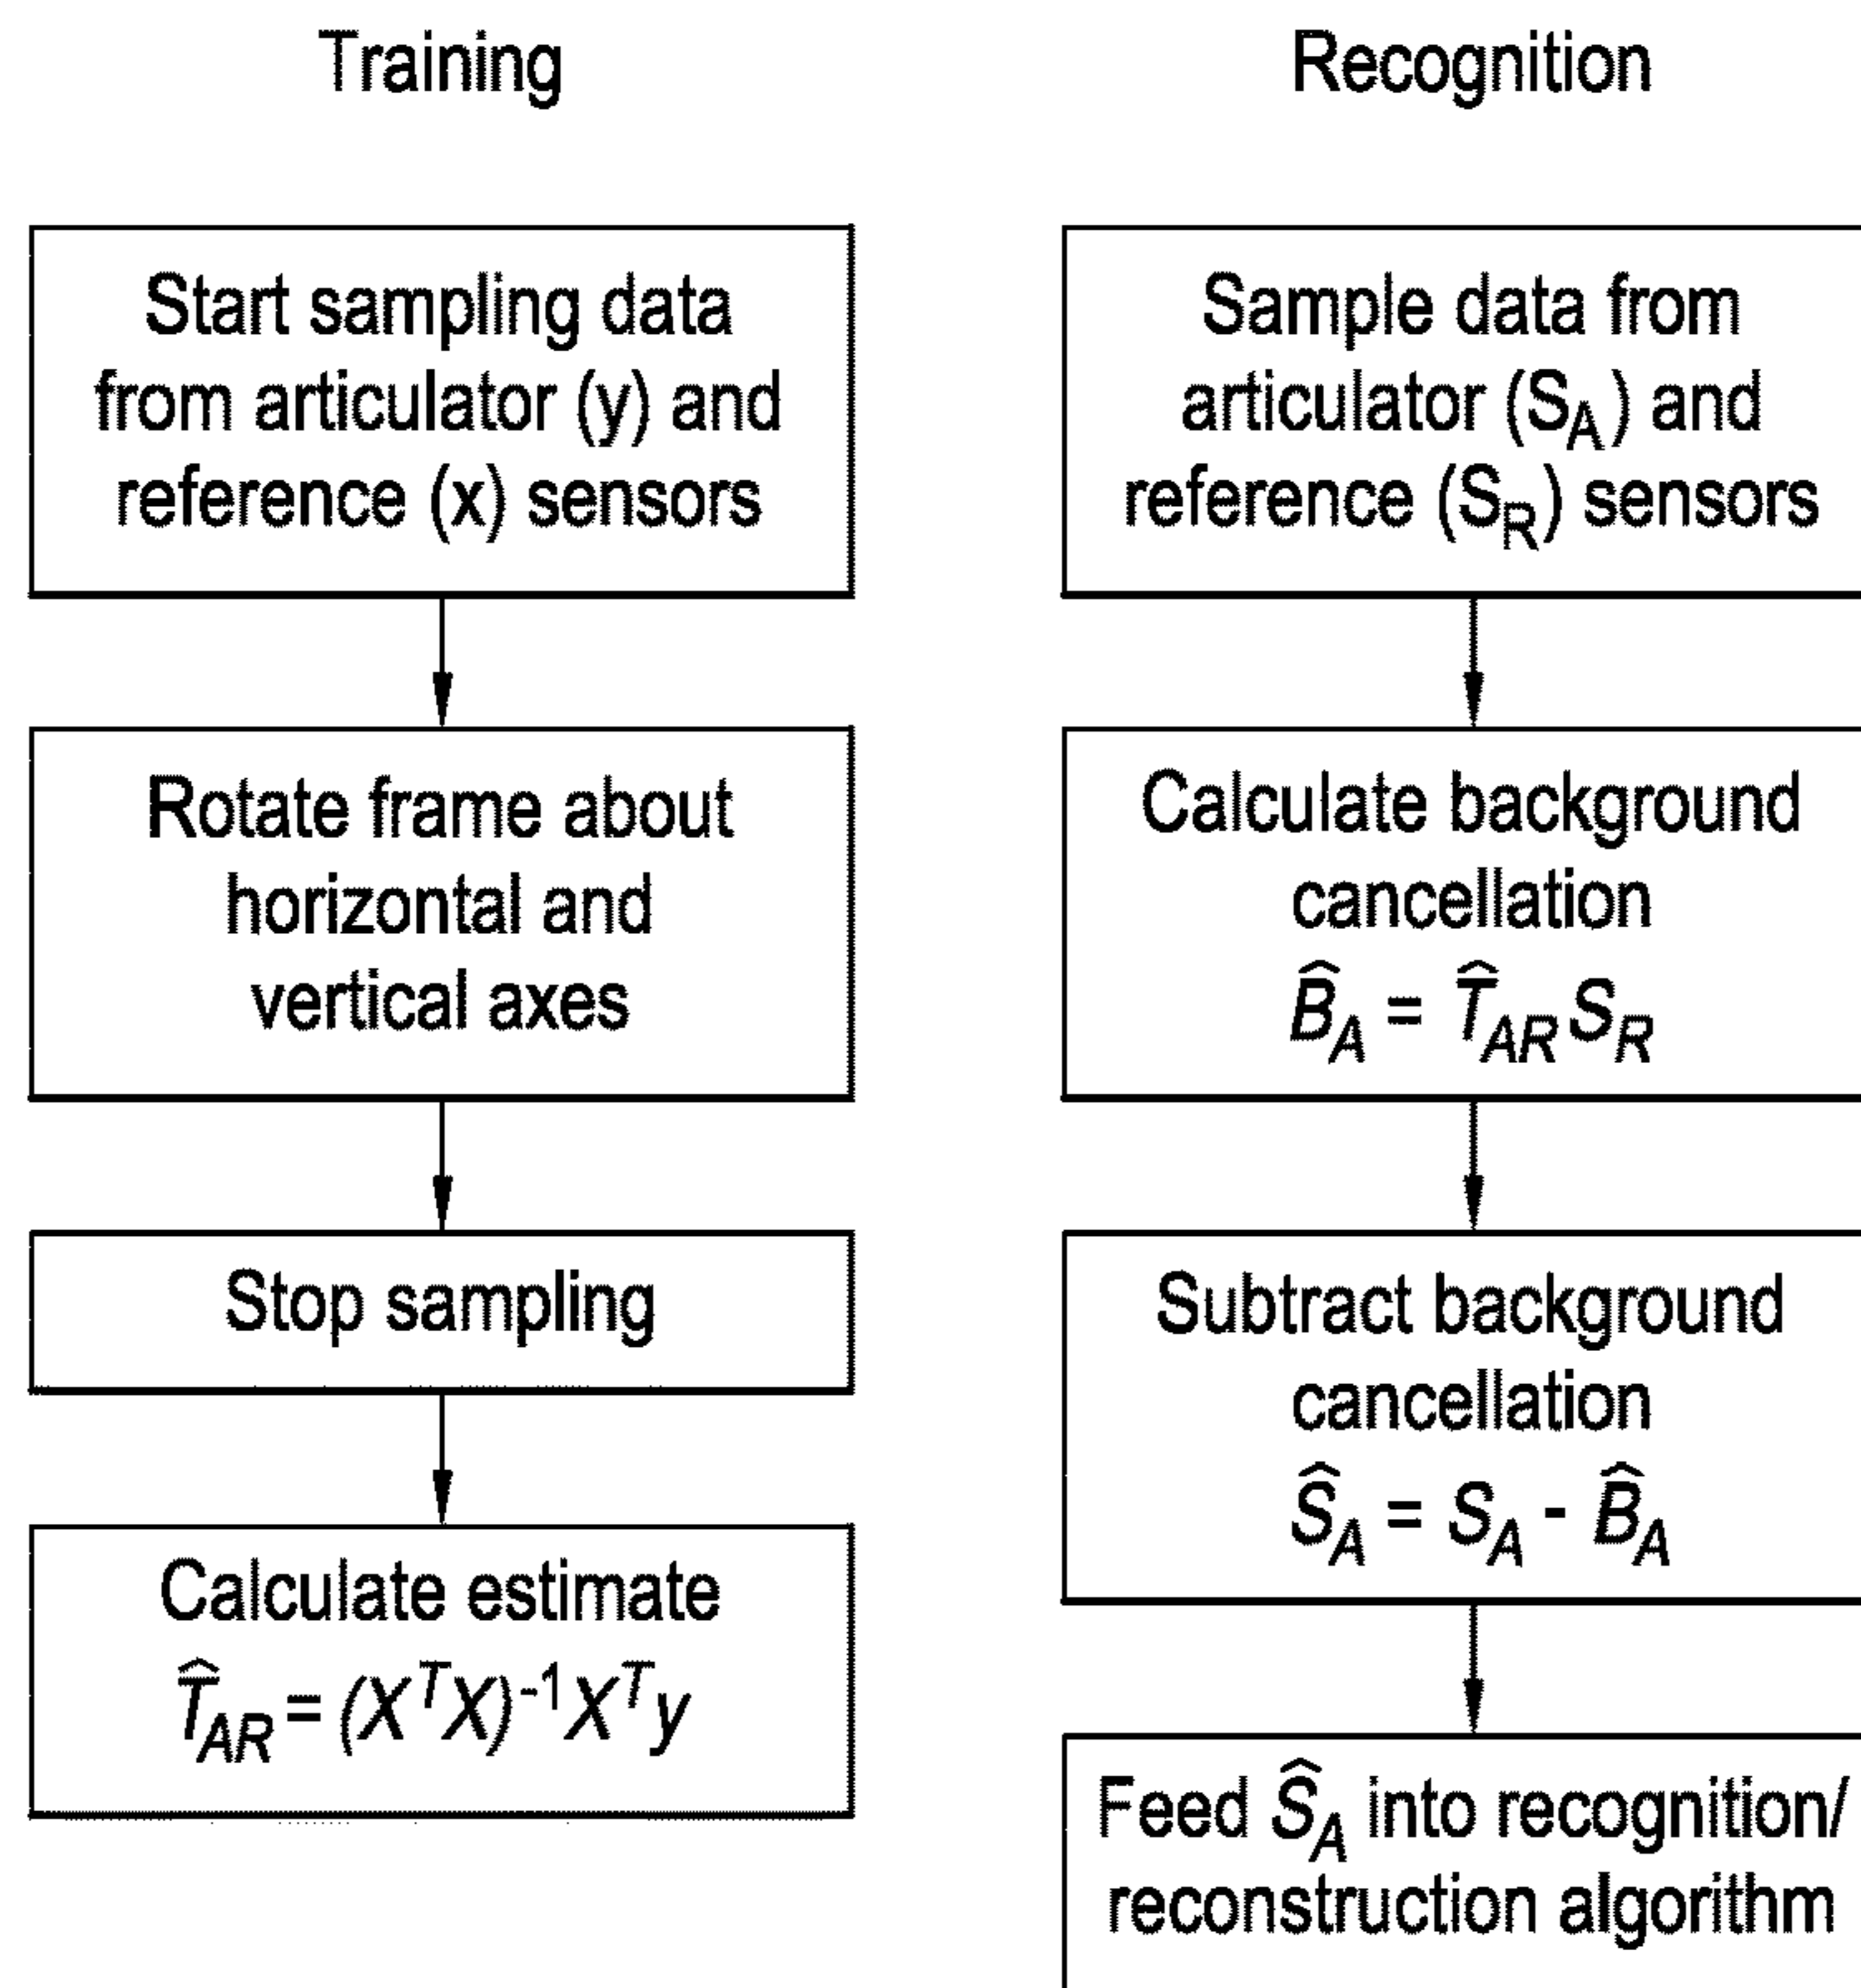 Training
Start sampling data
from articulator (y) and
reference (x) sensors
Rotate frame about
horizontal and
vertical axes
Stop sampling
Calculate estimate
T̂_AR = (X^T X)^-1 X^T y
Recognition
Sample data from
articulator (S_A) and
reference (S_R) sensors
Calculate background
cancellation
B̂_A = T̂_AR S_R
Subtract background
cancellation
Ŝ_A = S_A - B̂_A
Feed Ŝ_A into recognition/
reconstruction algorithm